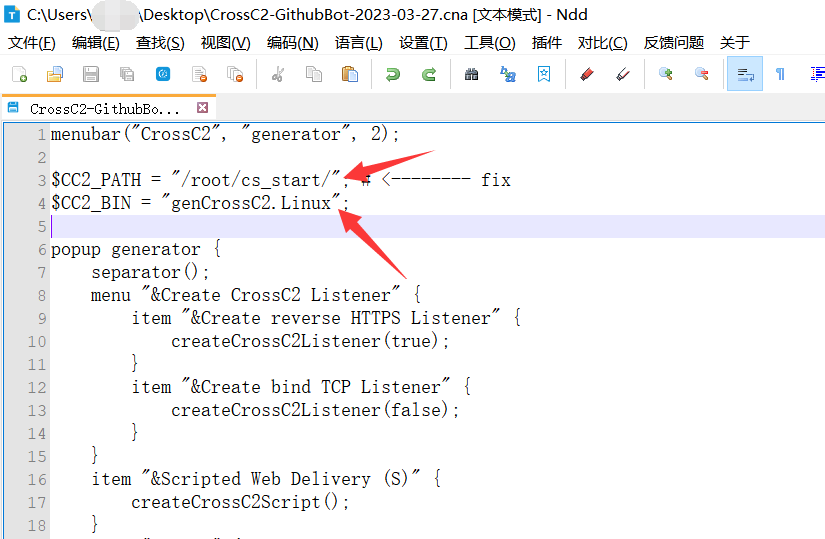 C:\Users\ \Desktop\CrossC2-GithubBot-2023-03-27.cna [文本模式] - Ndd
文件(F) 编辑(E) 查找(S) 视图(V) 编码(N) 语言(L) 设置(T) 工具(O) 插件 对比(C) 反馈问题 关于
CrossC2-GithubBo...
1 menubar("CrossC2", "generator", 2);
2
3 $CC2_PATH = "/root/cs_start/"; # <-------- fix
4 $CC2_BIN = "genCrossC2.Linux";
5
6 popup generator {
7 separator();
8 menu "&Create CrossC2 Listener" {
9 item "&Create reverse HTTPS Listener" {
10 createCrossC2Listener(true);
11 }
12 item "&Create bind TCP Listener" {
13 createCrossC2Listener(false);
14 }
15 }
16 item "&Scripted Web Delivery (S)" {
17 createCrossC2Script();
18 }